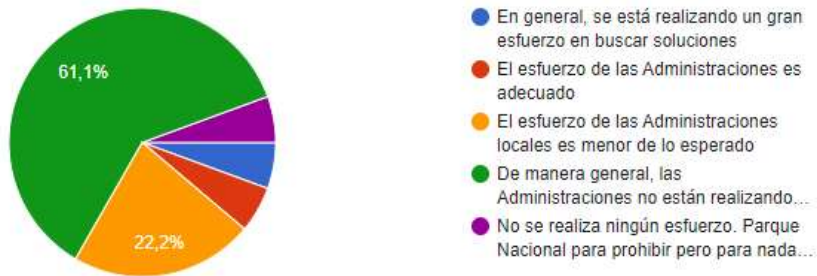 61,1%
22,2%
En general, se está realizando un gran
esfuerzo en buscar soluciones
El esfuerzo de las Administraciones es
adecuado
El esfuerzo de las Administraciones
locales es menor de lo esperado
De manera general, las
Administraciones no están realizando...
No se realiza ningún esfuerzo. Parque
Nacional para prohibir pero para nada...